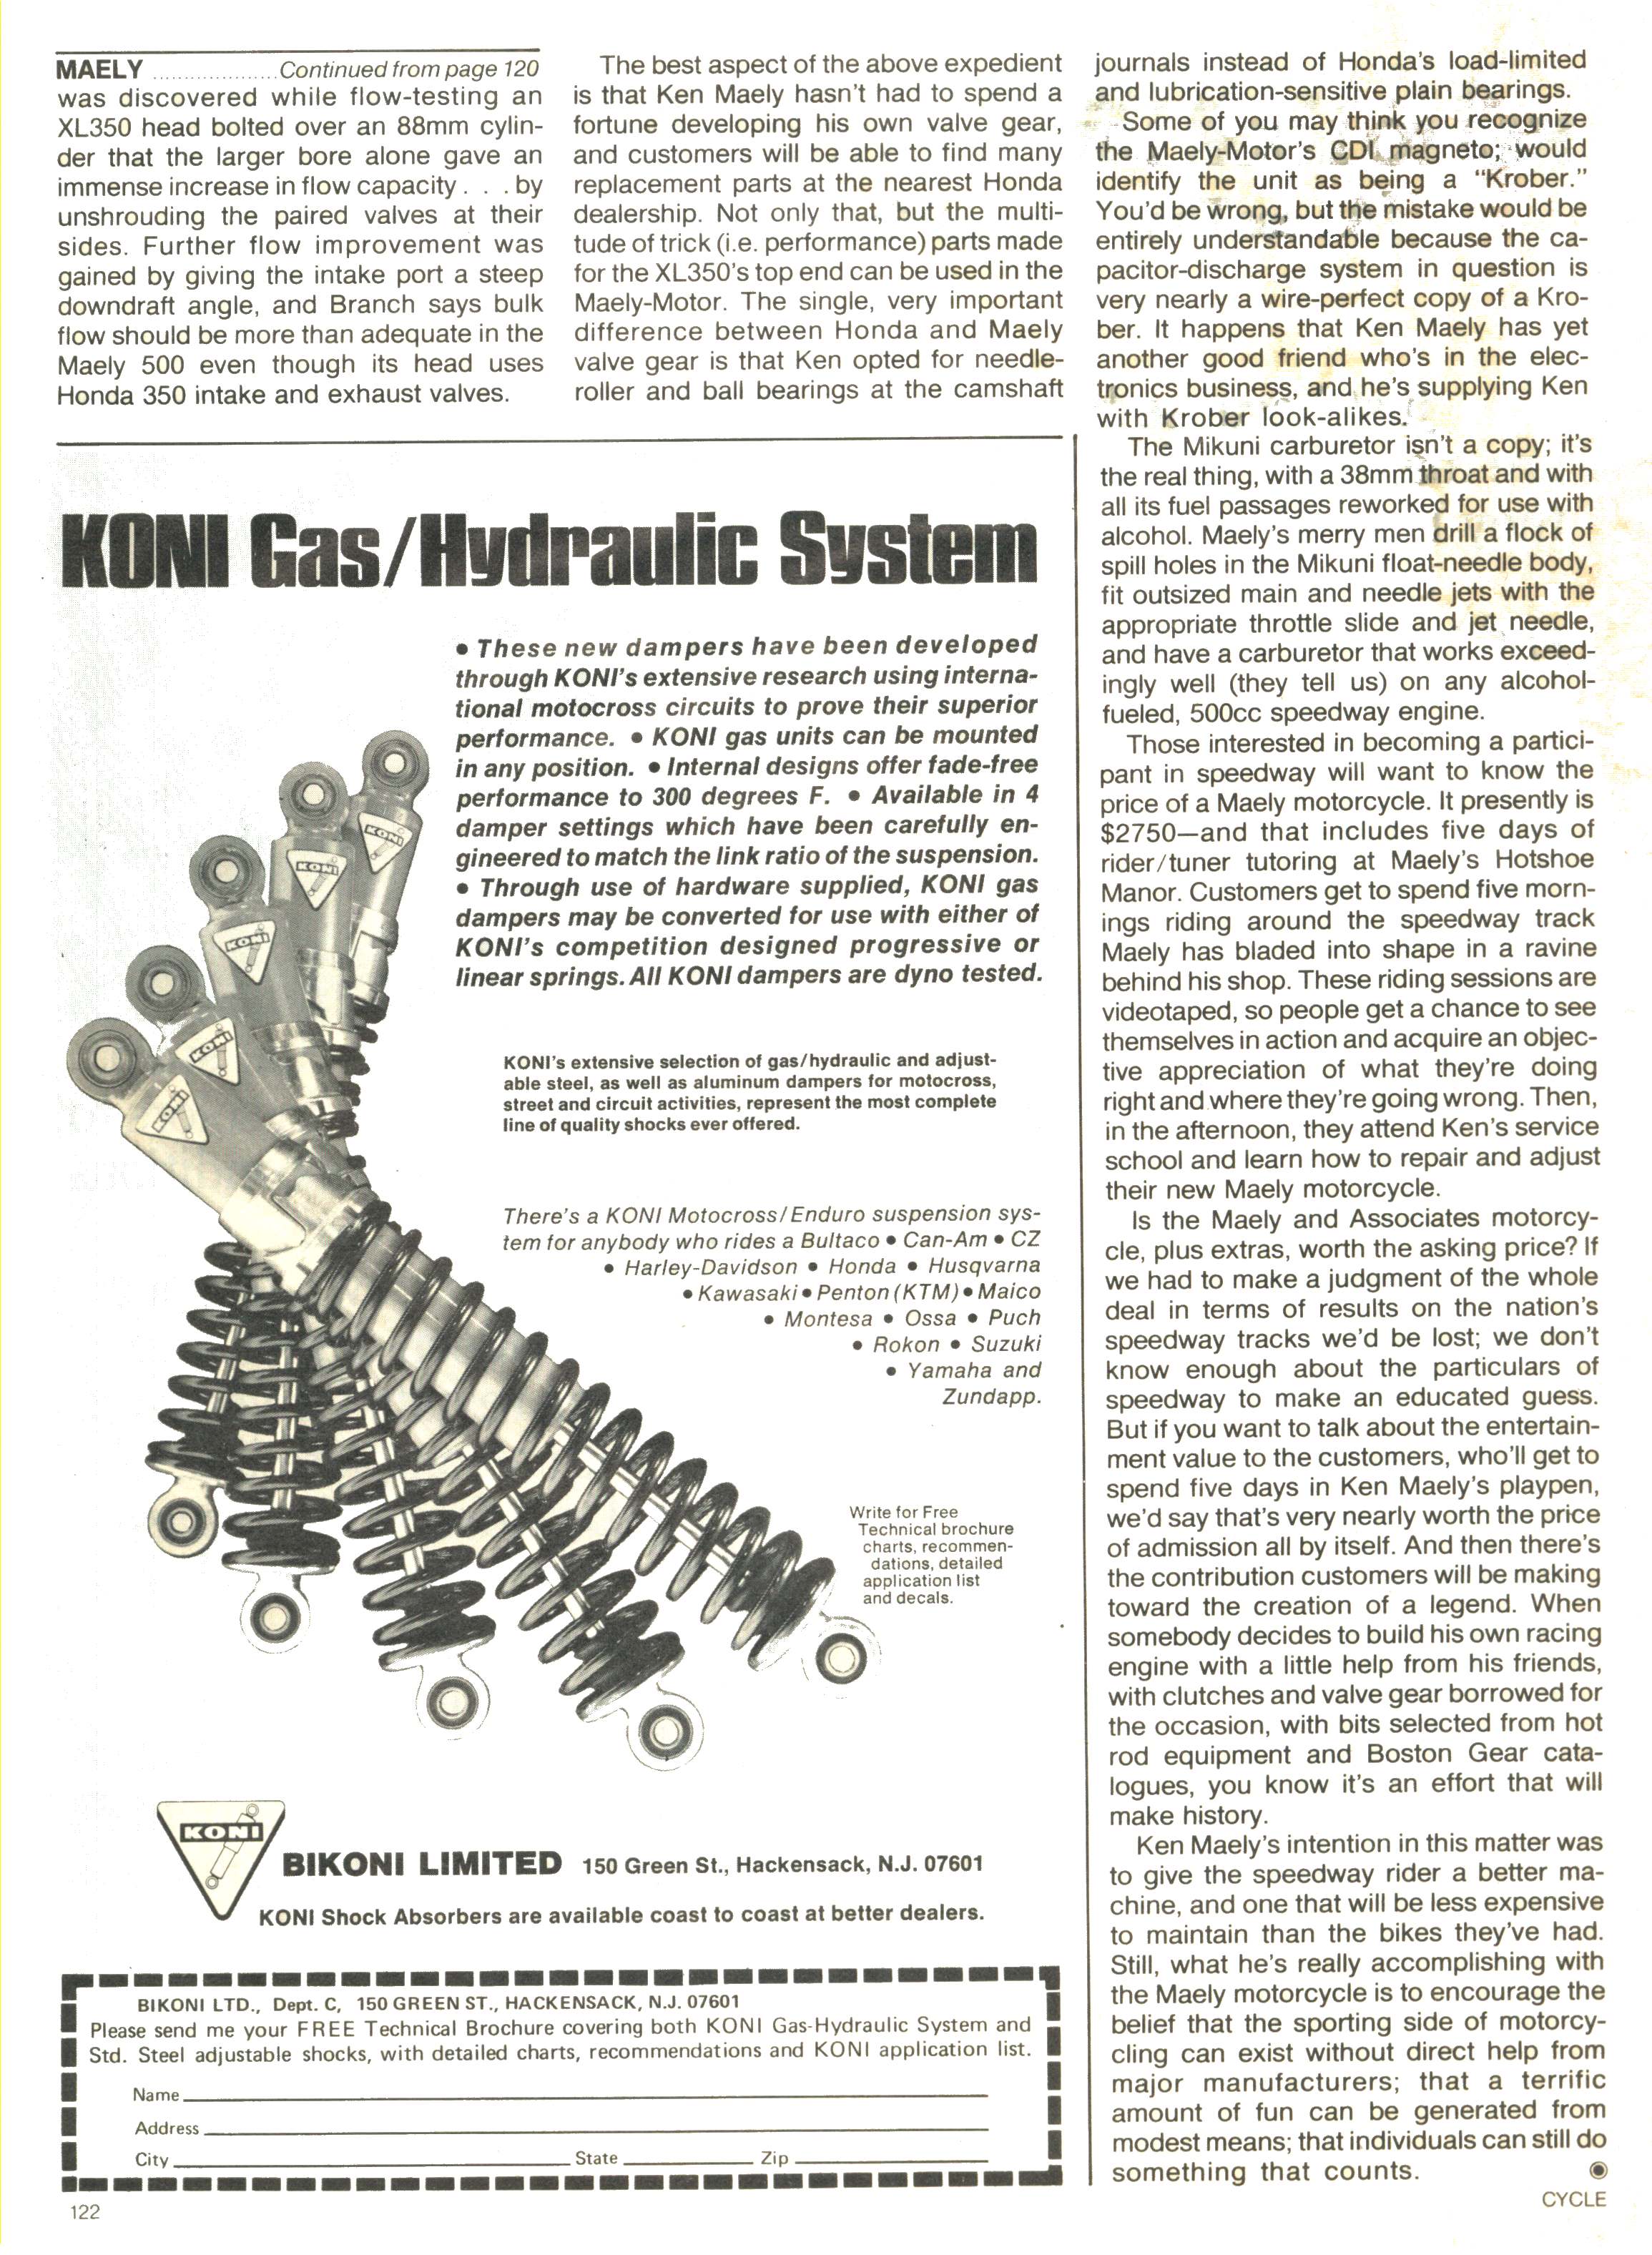 MAELY ....................Continued from page 120
was discovered while flow-testing an
XL350 head bolted over an 88mm cylin-
der that the larger bore alone gave an
immense increase in flow capacity . . . by
unshrouding the paired valves at their
sides. Further flow improvement was
gained by giving the intake port a steep
downdraft angle, and Branch says bulk
flow should be more than adequate in the
Maely 500 even though its head uses
Honda 350 intake and exhaust valves.
The best aspect of the above expedient
is that Ken Maely hasn't had to spend a
fortune developing his own valve gear,
and customers will be able to find many
replacement parts at the nearest Honda
dealership. Not only that, but the multi-
tude of trick (i.e. performance) parts made
for the XL350's top end can be used in the
Maely-Motor. The single, very important
difference between Honda and Maely
valve gear is that Ken opted for needle-
roller and ball bearings at the camshaft
journals instead of Honda's load-limited
and lubrication-sensitive plain bearings.
Some of you may think you recognize
the Maely-Motor's CDI magneto; would
identify the unit as being a "Krober."
You'd be wrong, but the mistake would be
entirely understandable because the ca-
pacitor-discharge system in question is
very nearly a wire-perfect copy of a Kro-
ber. It happens that Ken Maely has yet
another good friend who's in the elec-
tronics business, and he's supplying Ken
with Krober look-alikes.
The Mikuni carburetor isn't a copy; it's
the real thing, with a 38mm throat and with
all its fuel passages reworked for use with
alcohol. Maely's merry men drill a flock of
spill holes in the Mikuni float-needle body,
fit outsized main and needle jets with the
appropriate throttle slide and jet needle,
and have a carburetor that works exceed-
ingly well (they tell us) on any alcohol-
fueled, 500cc speedway engine.
Those interested in becoming a partici-
pant in speedway will want to know the
price of a Maely motorcycle. It presently is
$2750—and that includes five days of
rider/tuner tutoring at Maely's Hotshoe
Manor. Customers get to spend five morn-
ings riding around the speedway track
Maely has bladed into shape in a ravine
behind his shop. These riding sessions are
videotaped, so people get a chance to see
themselves in action and acquire an objec-
tive appreciation of what they're doing
right and where they're going wrong. Then,
in the afternoon, they attend Ken's service
school and learn how to repair and adjust
their new Maely motorcycle.
Is the Maely and Associates motorcy-
cle, plus extras, worth the asking price? If
we had to make a judgment of the whole
deal in terms of results on the nation's
speedway tracks we'd be lost; we don't
know enough about the particulars of
speedway to make an educated guess.
But if you want to talk about the entertain-
ment value to the customers, who'll get to
spend five days in Ken Maely's playpen,
we'd say that's very nearly worth the price
of admission all by itself. And then there's
the contribution customers will be making
toward the creation of a legend. When
somebody decides to build his own racing
engine with a little help from his friends,
with clutches and valve gear borrowed for
the occasion, with bits selected from hot
rod equipment and Boston Gear cata-
logues, you know it's an effort that will
make history.
Ken Maely's intention in this matter was
to give the speedway rider a better ma-
chine, and one that will be less expensive
to maintain than the bikes they've had.
Still, what he's really accomplishing with
the Maely motorcycle is to encourage the
belief that the sporting side of motorcy-
cling can exist without direct help from
major manufacturers; that a terrific
amount of fun can be generated from
modest means; that individuals can still do
something that counts.
KONI Gas/Hydraulic System
• These new dampers have been developed
through KONI's extensive research using interna-
tional motocross circuits to prove their superior
performance. • KONI gas units can be mounted
in any position. • Internal designs offer fade-free
performance to 300 degrees F. • Available in 4
damper settings which have been carefully en-
gineered to match the link ratio of the suspension.
• Through use of hardware supplied, KONI gas
dampers may be converted for use with either of
KONI's competition designed progressive or
linear springs. All KONI dampers are dyno tested.
KONI
KONI
KONI
KONI
KONI
KONI's extensive selection of gas/hydraulic and adjust-
able steel, as well as aluminum dampers for motocross,
street and circuit activities, represent the most complete
line of quality shocks ever offered.
There's a KONI Motocross/Enduro suspension sys-
tem for anybody who rides a Bultaco • Can-Am • CZ
• Harley-Davidson • Honda • Husqvarna
• Kawasaki • Penton (KTM) • Maico
• Montesa • Ossa • Puch
• Rokon • Suzuki
• Yamaha and
Zundapp.
Write for Free
Technical brochure
charts, recommen-
dations, detailed
application list
and decals.
KONI
BIKONI LIMITED 150 Green St., Hackensack, N.J. 07601
KONI Shock Absorbers are available coast to coast at better dealers.
BIKONI LTD., Dept. C, 150 GREEN ST., HACKENSACK, N.J. 07601
Please send me your FREE Technical Brochure covering both KONI Gas-Hydraulic System and
Std. Steel adjustable shocks, with detailed charts, recommendations and KONI application list.
Name
Address
City State Zip
122
CYCLE